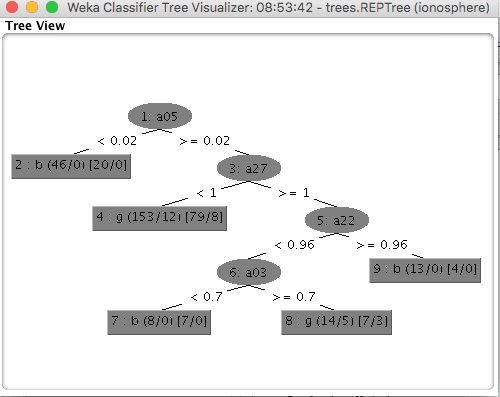 Weka Classifier Tree Visualizer: 08:53:42 - trees.REPTree (ionosphere)
Tree View
1: a05
< 0.02 >= 0.02
2 : b (46/0) [20/0]
3: a27
< 1 >= 1
4 : g (153/12) [79/8]
5: a22
< 0.96 >= 0.96
6: a03
9 : b (13/0) [4/0]
< 0.7 >= 0.7
7 : b (8/0) [7/0]
8 : g (14/5) [7/3]